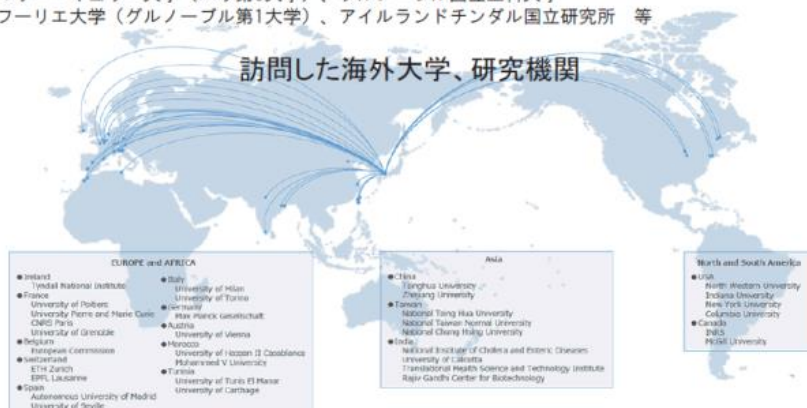 フーリエ大学（グルノーブル第1大学）、アイルランドチンダル国立研究所　等
訪問した海外大学、研究機関
EUROPE and AFRICA
●Ireland
Tyndall National Institute
●France
University of Poitiers
University Pierre and Marie Curie
CNRS Paris
University of Grenoble
●Belgium
European Commission
●Switzerland
ETH Zurich
EPFL Lausanne
●Spain
Autonomous University of Madrid
University of Seville
●Italy
University of Milan
University of Torino
●Germany
Max Planck Gesellschaft
●Austria
University of Vienna
●Morocco
University of Hassan II Casablanca
Mohammed V University
●Tunisia
University of Tunis El Manar
University of Carthage
Asia
●China
Tsinghua University
Zhejiang University
●Taiwan
National Tsing Hua University
National Taiwan Normal University
National Chung Hsing University
●India
National Institute of Cholera and Enteric Diseases
University of Calcutta
Translational Health Science and Technology Institute
Rajiv Gandhi Center for Biotechnology
North and South America
●USA
North Western University
Indiana University
New York University
Columbia University
●Canada
INRS
McGill University